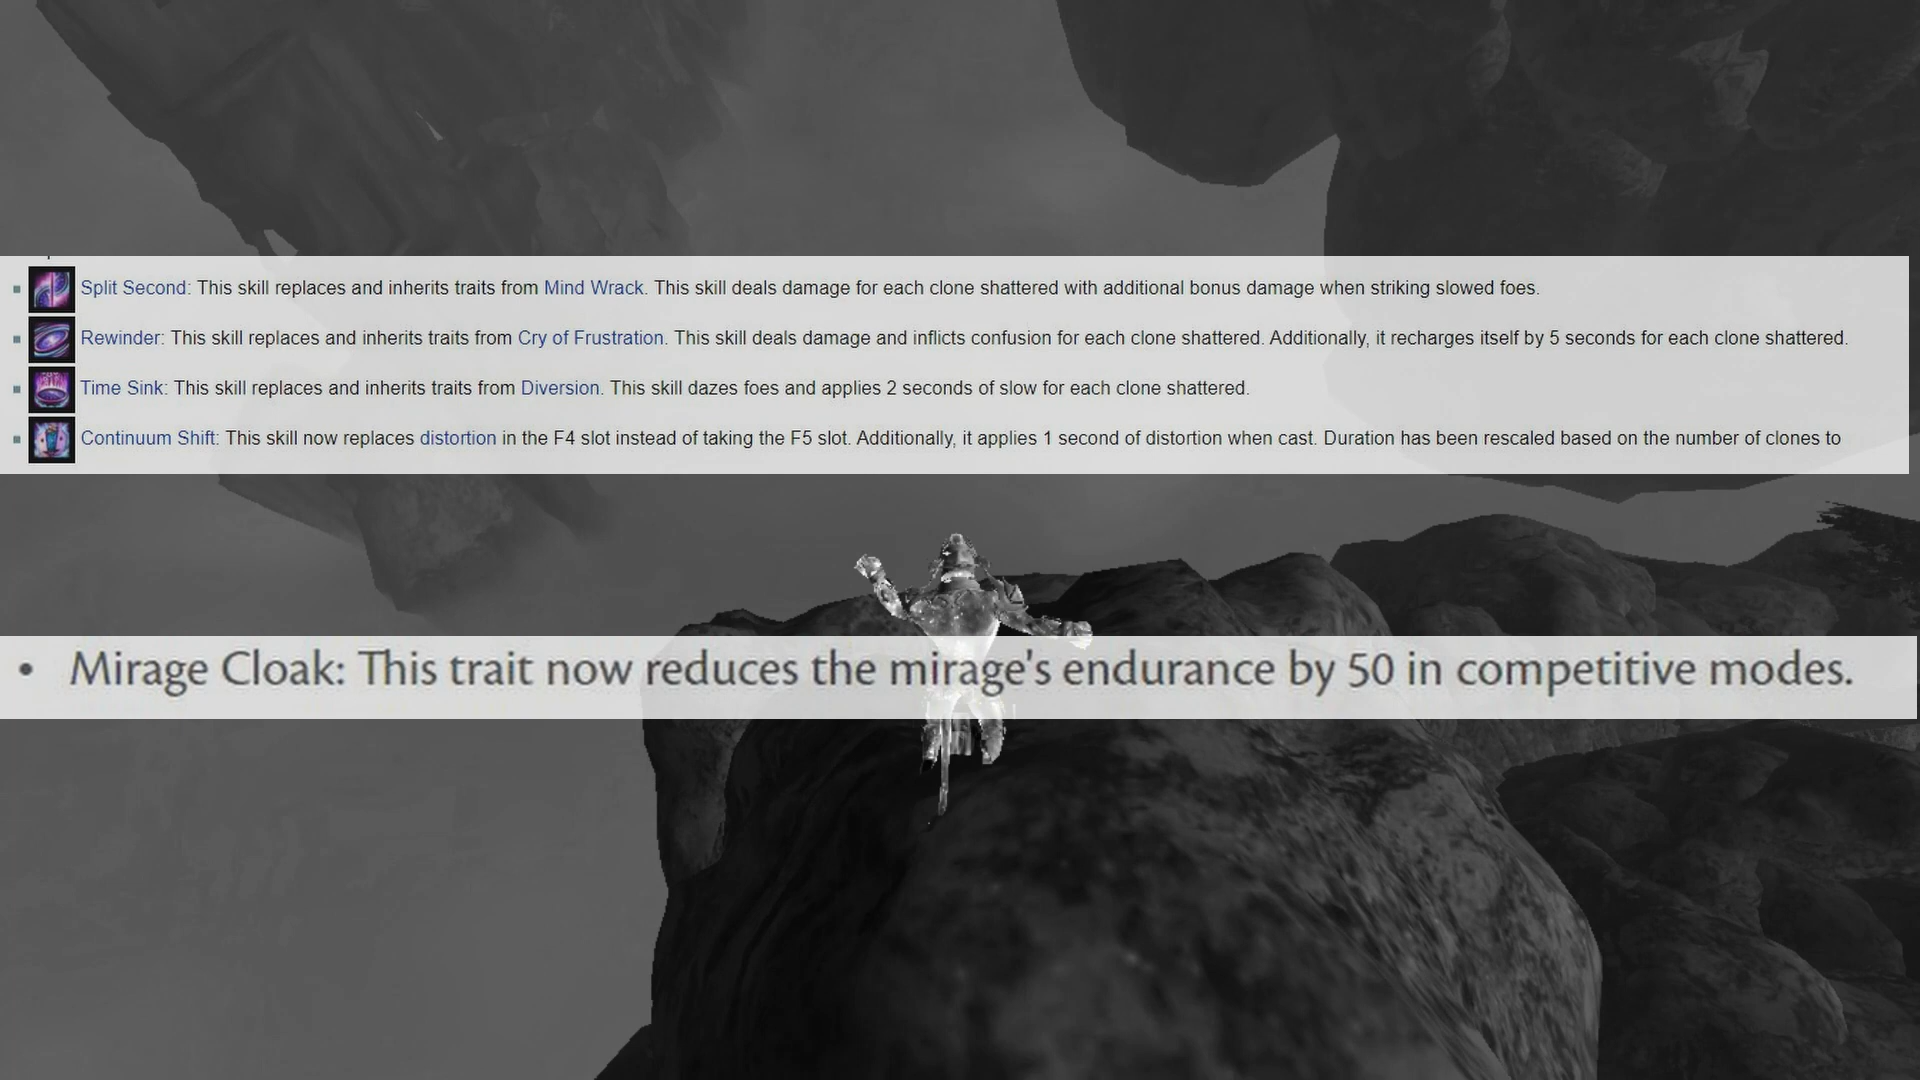 Split Second: This skill replaces and inherits traits from Mind Wrack. This skill deals damage for each clone shattered with additional bonus damage when striking slowed foes.
Rewinder: This skill replaces and inherits traits from Cry of Frustration. This skill deals damage and inflicts confusion for each clone shattered. Additionally, it recharges itself by 5 seconds for each clone shattered.
Time Sink: This skill replaces and inherits traits from Diversion. This skill dazes foes and applies 2 seconds of slow for each clone shattered.
Continuum Shift: This skill now replaces distortion in the F4 slot instead of taking the F5 slot. Additionally, it applies 1 second of distortion when cast. Duration has been rescaled based on the number of clones to
• Mirage Cloak: This trait now reduces the mirage's endurance by 50 in competitive modes.